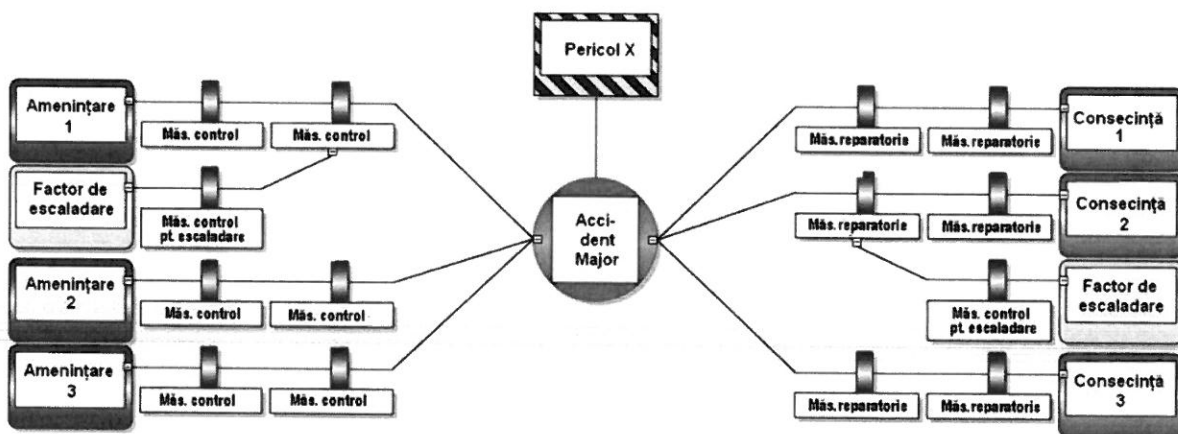 Pericol X
Amenințare
1
Măs. control
Măs. control
Factor de
escaladare
Măs. control
pt. escaladare
Amenințare
2
Măs. control
Măs. control
Amenințare
3
Măs. control
Măs. control
Acci-
dent
Major
Măs. reparatorie
Măs. reparatorie
Consecință
1
Măs. reparatorie
Măs. reparatorie
Consecință
2
Măs. control
pt. escaladare
Factor de
escaladare
Măs. reparatorie
Măs. reparatorie
Consecință
3